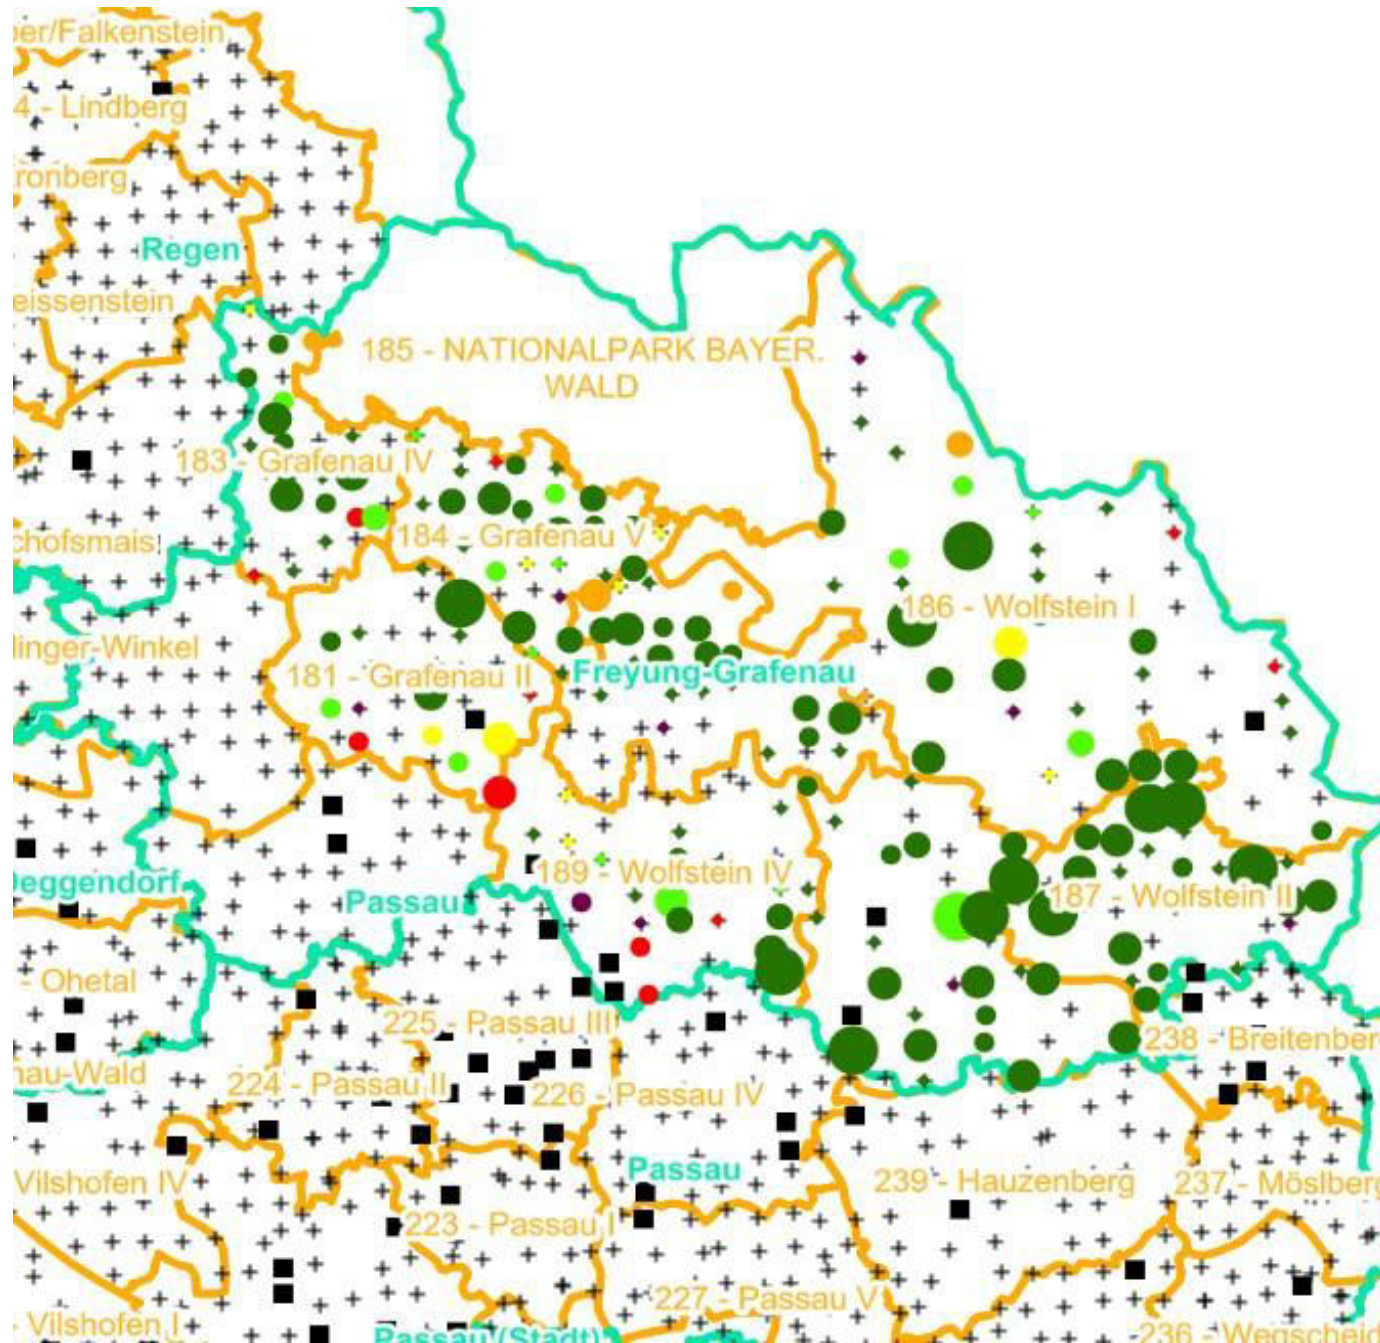 ber/Falkenstein
4 - Lindberg
ronberg
Regen
eissenstein
185 - NATIONALPARK BAYER.
WALD
183 - Grafenau IV
184 - Grafenau V
chofsmais
186 - Wolfstein I
linger-Winkel
181 - Grafenau II
Freyung-Grafenau
189 - Wolfstein IV
Deggendorf
187 - Wolfstein II
Passau
- Ohetal
225 - Passau III
238 - Breitenber
nau-Wald
224 - Passau II
226 - Passau IV
Passau
Vilshofen IV
239 - Hauzenberg
237 - Möslberg
223 - Passau I
227 - Passau V
- Vilshofen I
Passau (Stadt)
236 - Wegscheid